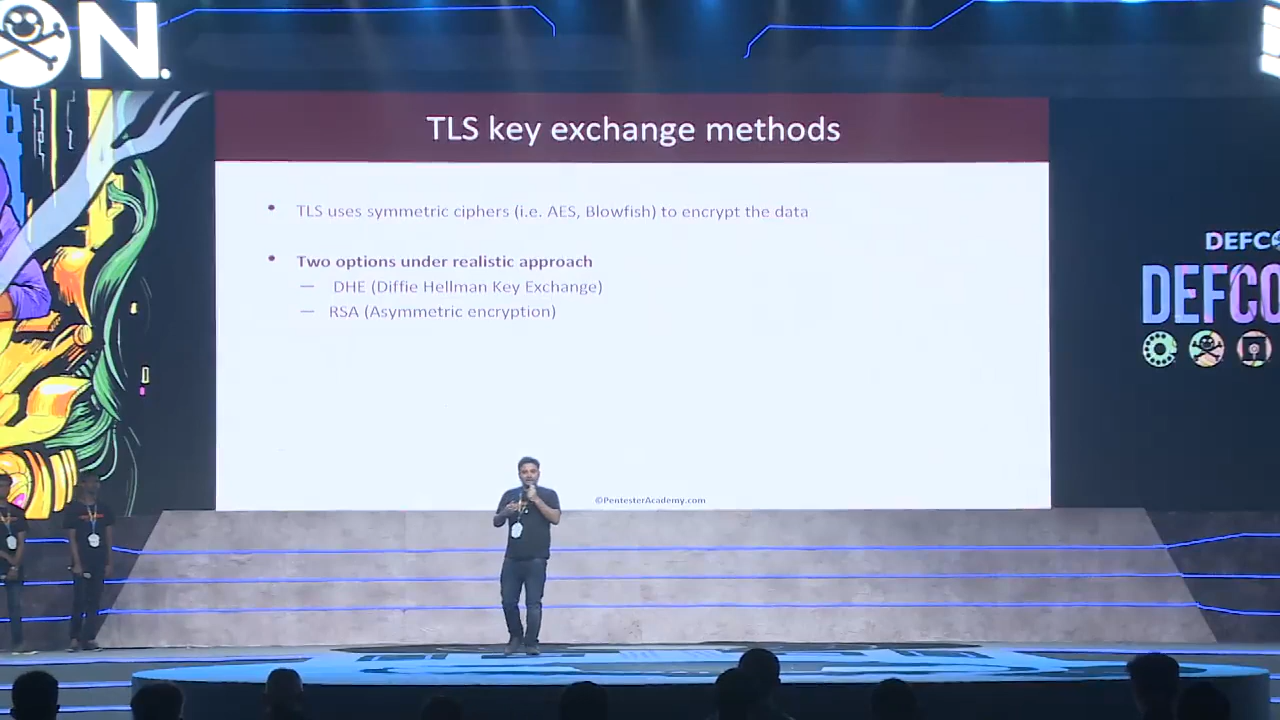 ON.
TLS key exchange methods
• TLS uses symmetric ciphers (i.e. AES, Blowfish) to encrypt the data
• Two options under realistic approach
— DHE (Diffie Hellman Key Exchange)
— RSA (Asymmetric encryption)
©PentesterAcademy.com
DEFCO
DEFCO